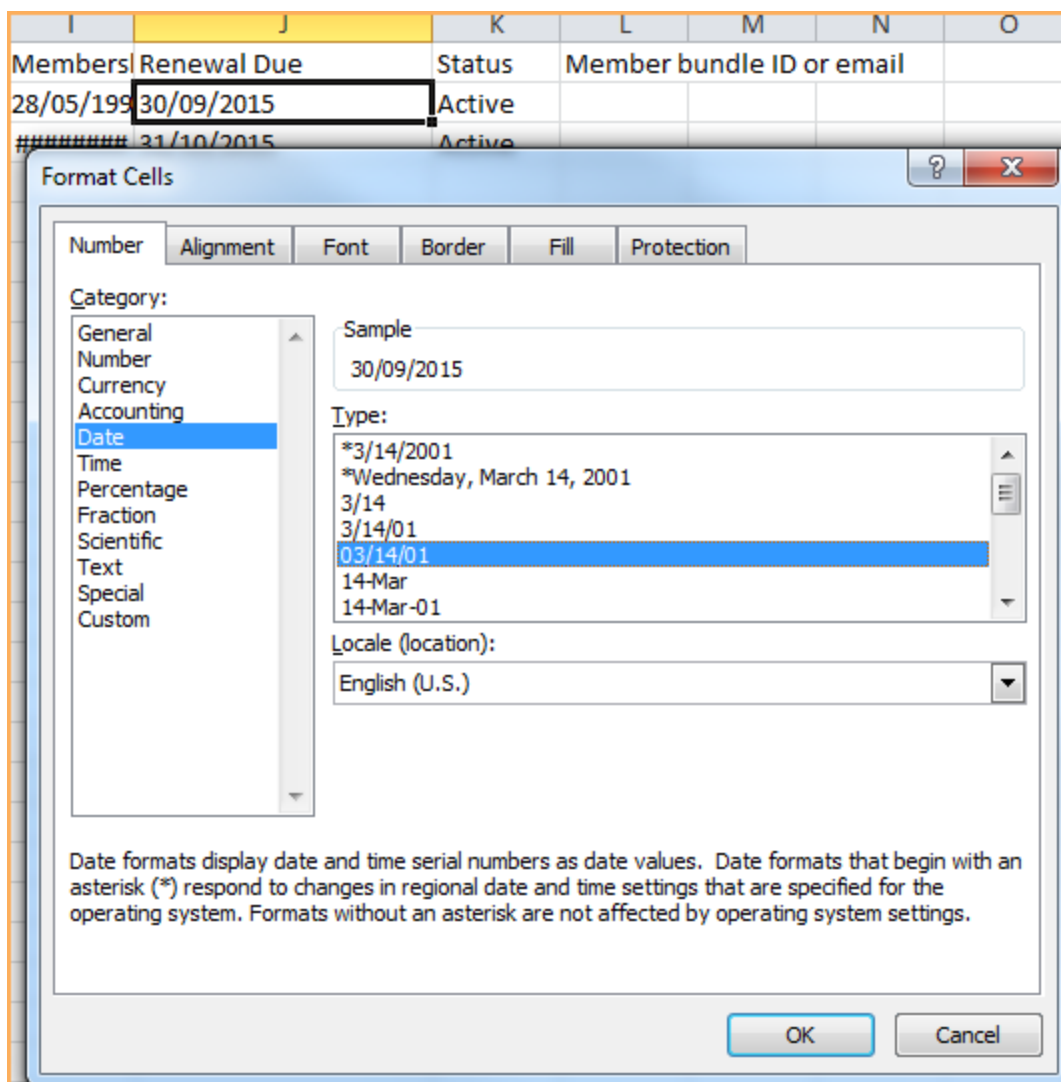 I J K L M N O
Membersl Renewal Due Status Member bundle ID or email
28/05/199 30/09/2015 Active
######## 31/10/2015 Active
Format Cells
Number Alignment Font Border Fill Protection
Category:
General
Number
Currency
Accounting
Date
Time
Percentage
Fraction
Scientific
Text
Special
Custom
Sample
30/09/2015
Type:
*3/14/2001
*Wednesday, March 14, 2001
3/14
3/14/01
03/14/01
14-Mar
14-Mar-01
Locale (location):
English (U.S.)
Date formats display date and time serial numbers as date values.  Date formats that begin with an
asterisk (*) respond to changes in regional date and time settings that are specified for the
operating system. Formats without an asterisk are not affected by operating system settings.
OK Cancel